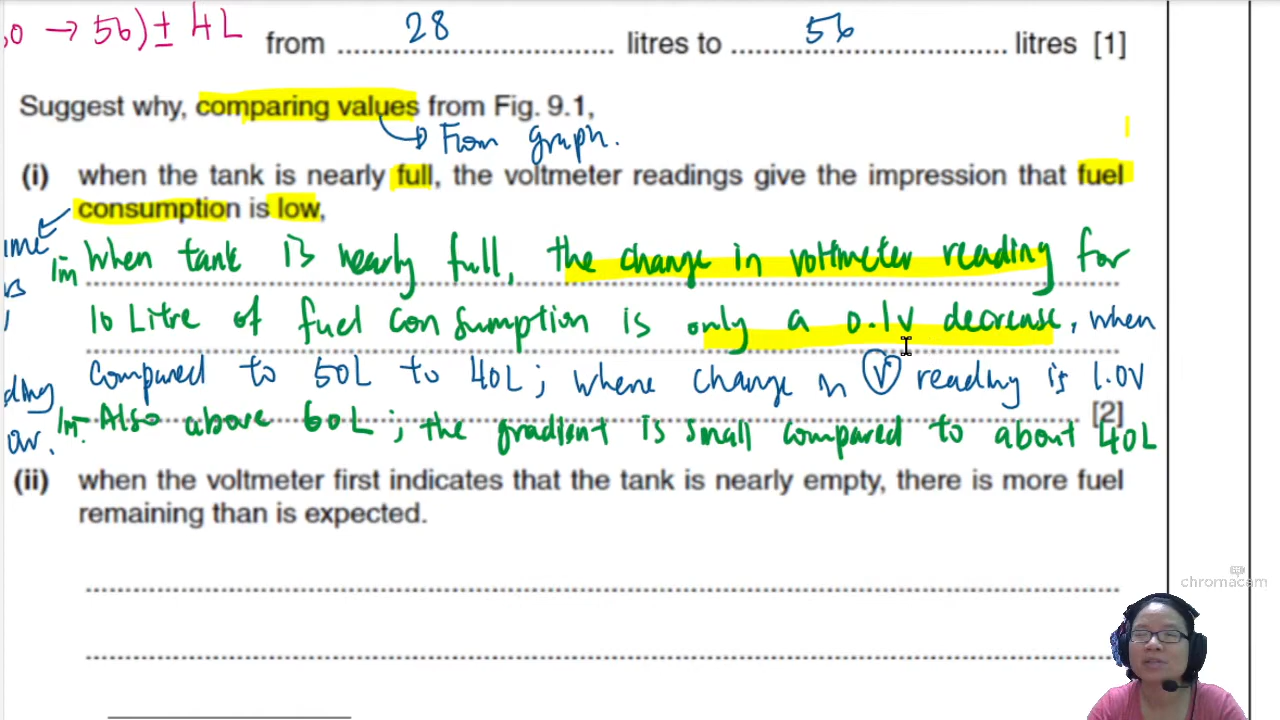 60 → 56) ± 4L
from 28 litres to 56 litres [1]
Suggest why, comparing values from Fig. 9.1,
From graph.
(i) when the tank is nearly full, the voltmeter readings give the impression that fuel
consumption is low,
1m When tank is nearly full, the change in voltmeter reading for
10 Litre of fuel consumption is only a 0.1V decrease, when
compared to 50L to 40L; where change in V reading is 1.0V
[2]
1m. Also above 60L; the gradient is small compared to about 40L
(ii) when the voltmeter first indicates that the tank is nearly empty, there is more fuel
remaining than is expected.
chromacam